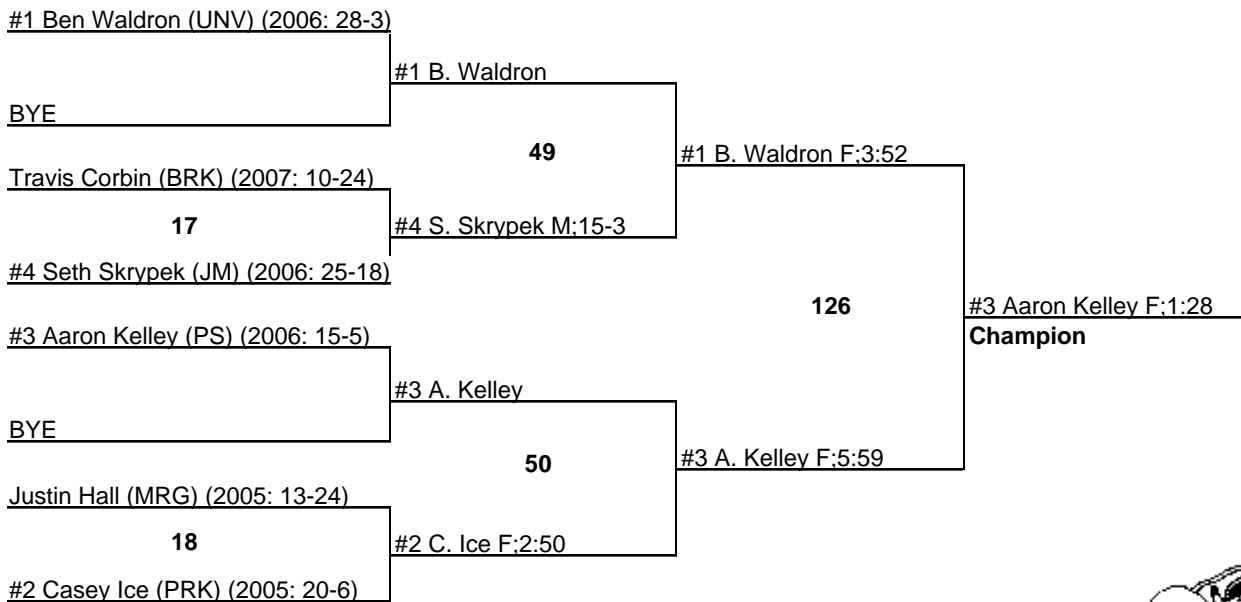 #1 Ben Waldron (UNV) (2006: 28-3)
#1 B. Waldron
BYE
49
#1 B. Waldron F;3:52
Travis Corbin (BRK) (2007: 10-24)
17
#4 S. Skrypek M;15-3
#4 Seth Skrypek (JM) (2006: 25-18)
126
#3 Aaron Kelley F;1:28
Champion
#3 Aaron Kelley (PS) (2006: 15-5)
#3 A. Kelley
BYE
50
#3 A. Kelley F;5:59
Justin Hall (MRG) (2005: 13-24)
18
#2 C. Ice F;2:50
#2 Casey Ice (PRK) (2005: 20-6)